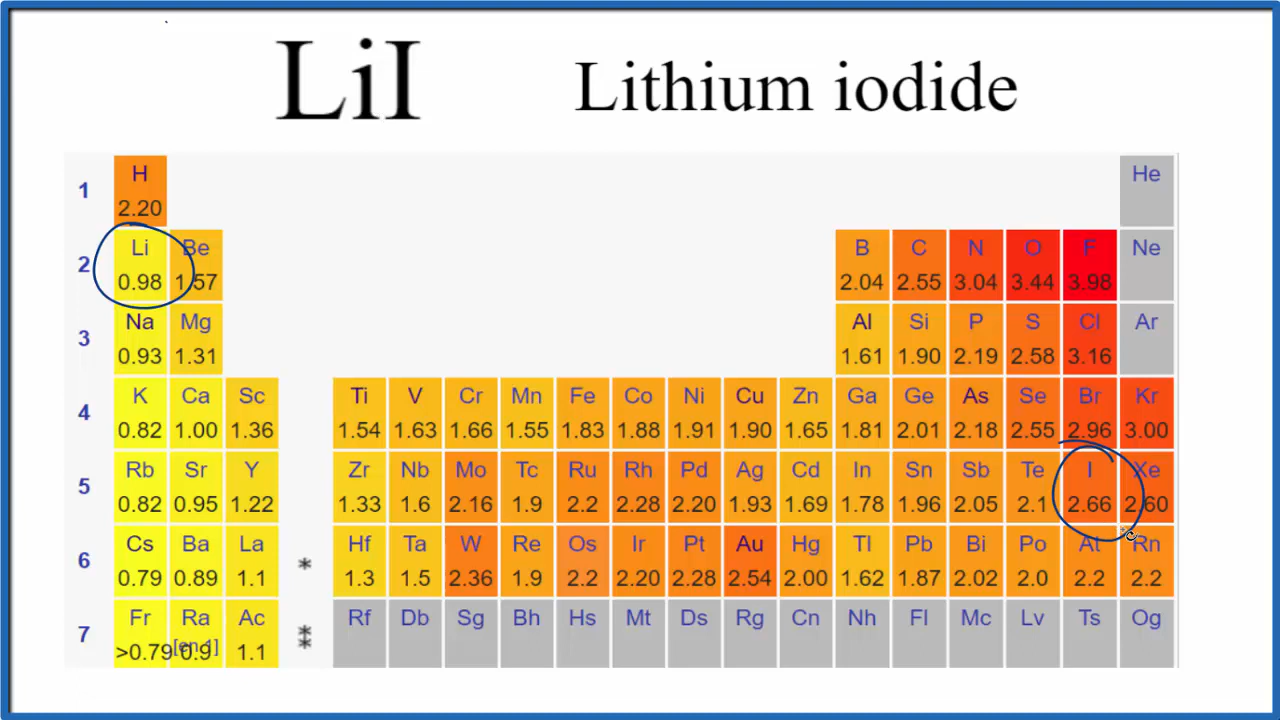 LiI Lithium iodide
1 H He
2.20
2 Li Be B C N O F Ne
0.98 1.57 2.04 2.55 3.04 3.44 3.98
3 Na Mg Al Si P S Cl Ar
0.93 1.31 1.61 1.90 2.19 2.58 3.16
4 K Ca Sc Ti V Cr Mn Fe Co Ni Cu Zn Ga Ge As Se Br Kr
0.82 1.00 1.36 1.54 1.63 1.66 1.55 1.83 1.88 1.91 1.90 1.65 1.81 2.01 2.18 2.55 2.96 3.00
5 Rb Sr Y Zr Nb Mo Tc Ru Rh Pd Ag Cd In Sn Sb Te I Xe
0.82 0.95 1.22 1.33 1.6 2.16 1.9 2.2 2.28 2.20 1.93 1.69 1.78 1.96 2.05 2.1 2.66 2.60
6 Cs Ba La * Hf Ta W Re Os Ir Pt Au Hg Tl Pb Bi Po At Rn
0.79 0.89 1.1 1.3 1.5 2.36 1.9 2.2 2.20 2.28 2.54 2.00 1.62 1.87 2.02 2.0 2.2 2.2
7 Fr Ra Ac ** Rf Db Sg Bh Hs Mt Ds Rg Cn Nh Fl Mc Lv Ts Og
>0.79 [en 1] 0.9 1.1